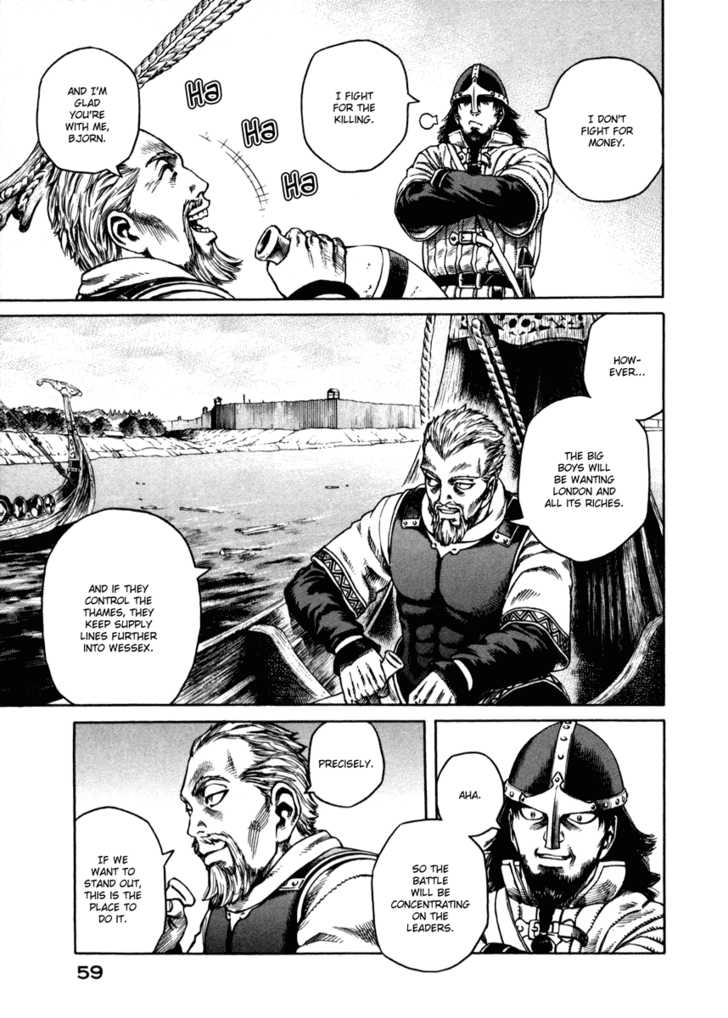 I DON'T
FIGHT FOR
MONEY.
I FIGHT
FOR THE
KILLING.
Ha
Ha
Ha
AND I'M
GLAD
YOU'RE
WITH ME,
BJORN.
HOW-
EVER...
THE BIG
BOYS WILL
BE WANTING
LONDON AND
ALL ITS RICHES.
AND IF THEY
CONTROL THE
THAMES, THEY
KEEP SUPPLY
LINES FURTHER
INTO WESSEX.
AHA.
SO THE
BATTLE
WILL BE
CONCENTRATING
ON THE
LEADERS.
PRECISELY.
IF WE
WANT TO
STAND OUT,
THIS IS THE
PLACE TO
DO IT.
59